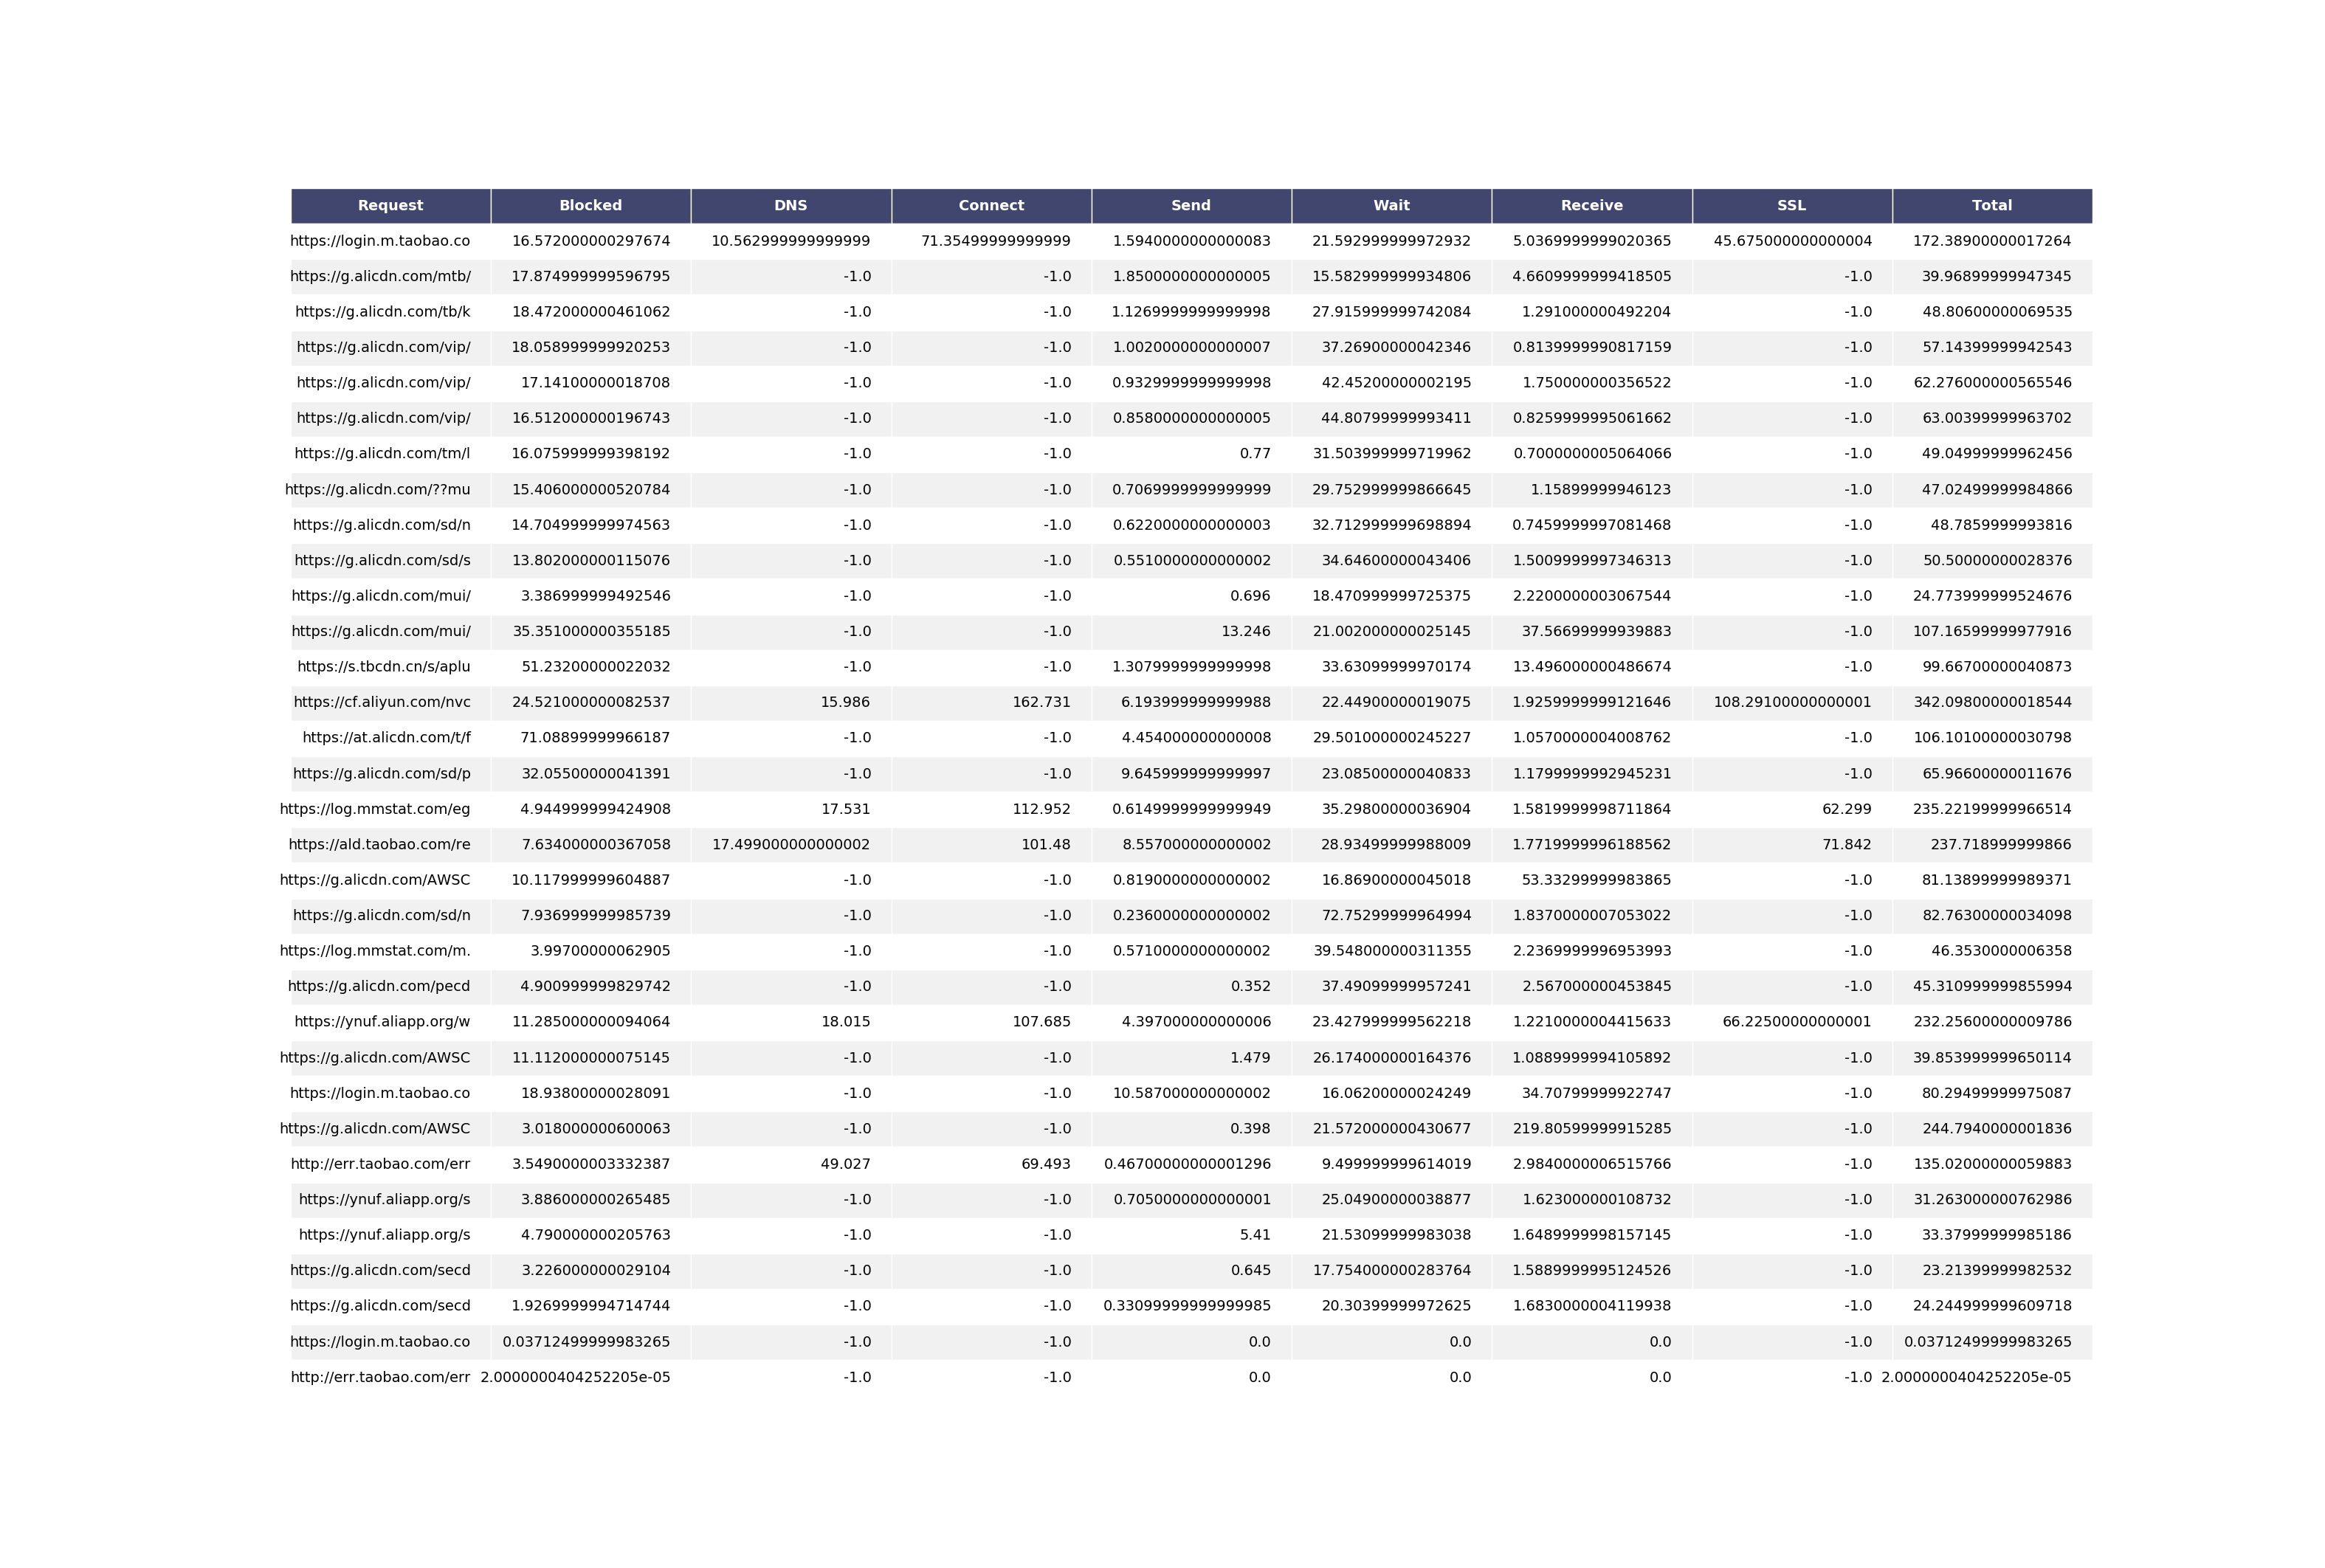 Request Blocked DNS Connect Send Wait Receive SSL Total
https://login.m.taobao.co 16.572000000297674 10.562999999999999 71.35499999999999 1.5940000000000083 21.592999999972932 5.0369999999020365 45.675000000000004 172.38900000017264
https://g.alicdn.com/mtb/ 17.874999999596795 -1.0 -1.0 1.8500000000000005 15.582999999934806 4.6609999999418505 -1.0 39.96899999947345
https://g.alicdn.com/tb/k 18.472000000461062 -1.0 -1.0 1.1269999999999998 27.915999999742084 1.291000000492204 -1.0 48.80600000069535
https://g.alicdn.com/vip/ 18.058999999920253 -1.0 -1.0 1.0020000000000007 37.26900000042346 0.8139999990817159 -1.0 57.14399999942543
https://g.alicdn.com/vip/ 17.14100000018708 -1.0 -1.0 0.9329999999999998 42.45200000002195 1.750000000356522 -1.0 62.276000000565546
https://g.alicdn.com/vip/ 16.512000000196743 -1.0 -1.0 0.8580000000000005 44.80799999993411 0.8259999995061662 -1.0 63.00399999963702
https://g.alicdn.com/tm/l 16.075999999398192 -1.0 -1.0 0.77 31.503999999719962 0.7000000005064066 -1.0 49.04999999962456
https://g.alicdn.com/??mu 15.406000000520784 -1.0 -1.0 0.7069999999999999 29.752999999866645 1.15899999946123 -1.0 47.02499999984866
https://g.alicdn.com/sd/n 14.704999999974563 -1.0 -1.0 0.6220000000000003 32.712999999698894 0.7459999997081468 -1.0 48.7859999993816
https://g.alicdn.com/sd/s 13.802000000115076 -1.0 -1.0 0.5510000000000002 34.64600000043406 1.5009999997346313 -1.0 50.50000000028376
https://g.alicdn.com/mui/ 3.386999999492546 -1.0 -1.0 0.696 18.470999999725375 2.2200000003067544 -1.0 24.773999999524676
https://g.alicdn.com/mui/ 35.351000000355185 -1.0 -1.0 13.246 21.002000000025145 37.56699999939883 -1.0 107.16599999977916
https://s.tbcdn.cn/s/aplu 51.23200000022032 -1.0 -1.0 1.3079999999999998 33.63099999970174 13.496000000486674 -1.0 99.66700000040873
https://cf.aliyun.com/nvc 24.521000000082537 15.986 162.731 6.193999999999988 22.44900000019075 1.9259999999121646 108.29100000000001 342.09800000018544
https://at.alicdn.com/t/f 71.08899999966187 -1.0 -1.0 4.454000000000008 29.501000000245227 1.0570000004008762 -1.0 106.10100000030798
https://g.alicdn.com/sd/p 32.05500000041391 -1.0 -1.0 9.645999999999997 23.08500000040833 1.1799999992945231 -1.0 65.96600000011676
https://log.mmstat.com/eg 4.944999999424908 17.531 112.952 0.6149999999999949 35.29800000036904 1.5819999998711864 62.299 235.22199999966514
https://ald.taobao.com/re 7.634000000367058 17.499000000000002 101.48 8.557000000000002 28.93499999988009 1.7719999996188562 71.842 237.718999999866
https://g.alicdn.com/AWSC 10.117999999604887 -1.0 -1.0 0.8190000000000002 16.86900000045018 53.33299999983865 -1.0 81.13899999989371
https://g.alicdn.com/sd/n 7.936999999985739 -1.0 -1.0 0.2360000000000002 72.75299999964994 1.8370000007053022 -1.0 82.76300000034098
https://log.mmstat.com/m. 3.99700000062905 -1.0 -1.0 0.5710000000000002 39.548000000311355 2.2369999996953993 -1.0 46.3530000006358
https://g.alicdn.com/pecd 4.900999999829742 -1.0 -1.0 0.352 37.49099999957241 2.567000000453845 -1.0 45.310999999855994
https://ynuf.aliapp.org/w 11.285000000094064 18.015 107.685 4.397000000000006 23.427999999562218 1.2210000004415633 66.22500000000001 232.25600000009786
https://g.alicdn.com/AWSC 11.112000000075145 -1.0 -1.0 1.479 26.174000000164376 1.0889999994105892 -1.0 39.853999999650114
https://login.m.taobao.co 18.93800000028091 -1.0 -1.0 10.587000000000002 16.06200000024249 34.70799999922747 -1.0 80.29499999975087
https://g.alicdn.com/AWSC 3.018000000600063 -1.0 -1.0 0.398 21.572000000430677 219.80599999915285 -1.0 244.7940000001836
http://err.taobao.com/err 3.5490000003332387 49.027 69.493 0.46700000000001296 9.499999999614019 2.9840000006515766 -1.0 135.02000000059883
https://ynuf.aliapp.org/s 3.886000000265485 -1.0 -1.0 0.7050000000000001 25.04900000038877 1.623000000108732 -1.0 31.263000000762986
https://ynuf.aliapp.org/s 4.790000000205763 -1.0 -1.0 5.41 21.53099999983038 1.6489999998157145 -1.0 33.37999999985186
https://g.alicdn.com/secd 3.226000000029104 -1.0 -1.0 0.645 17.754000000283764 1.5889999995124526 -1.0 23.21399999982532
https://g.alicdn.com/secd 1.9269999994714744 -1.0 -1.0 0.33099999999999985 20.30399999972625 1.6830000004119938 -1.0 24.244999999609718
https://login.m.taobao.co 0.03712499999983265 -1.0 -1.0 0.0 0.0 0.0 -1.0 0.03712499999983265
http://err.taobao.com/err 2.0000000404252205e-05 -1.0 -1.0 0.0 0.0 0.0 -1.0 2.0000000404252205e-05